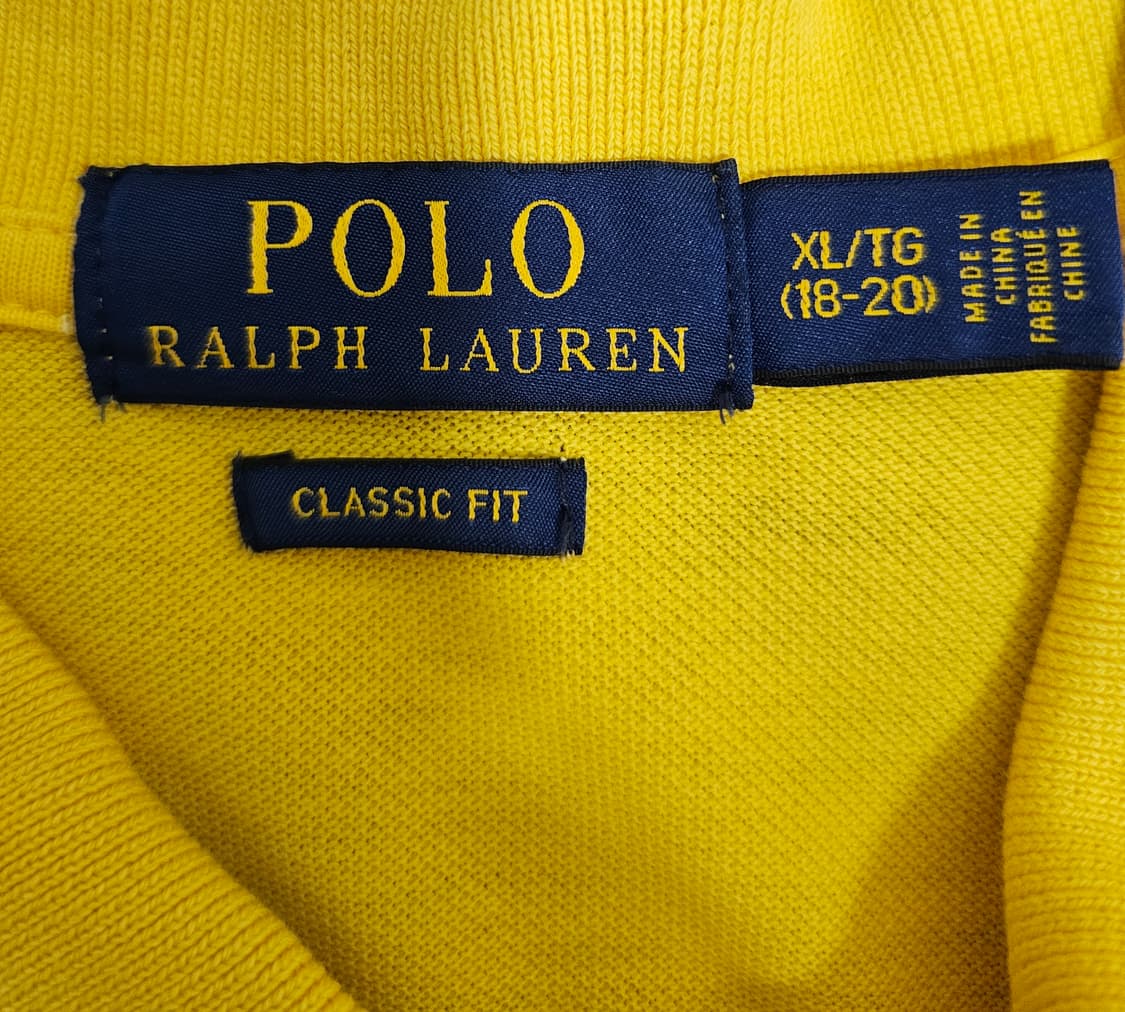 POLO
RALPH LAUREN
XL/TG
(18-20)
MADE IN
CHINA
FABRIQUÉ EN
CHINE
CLASSIC FIT